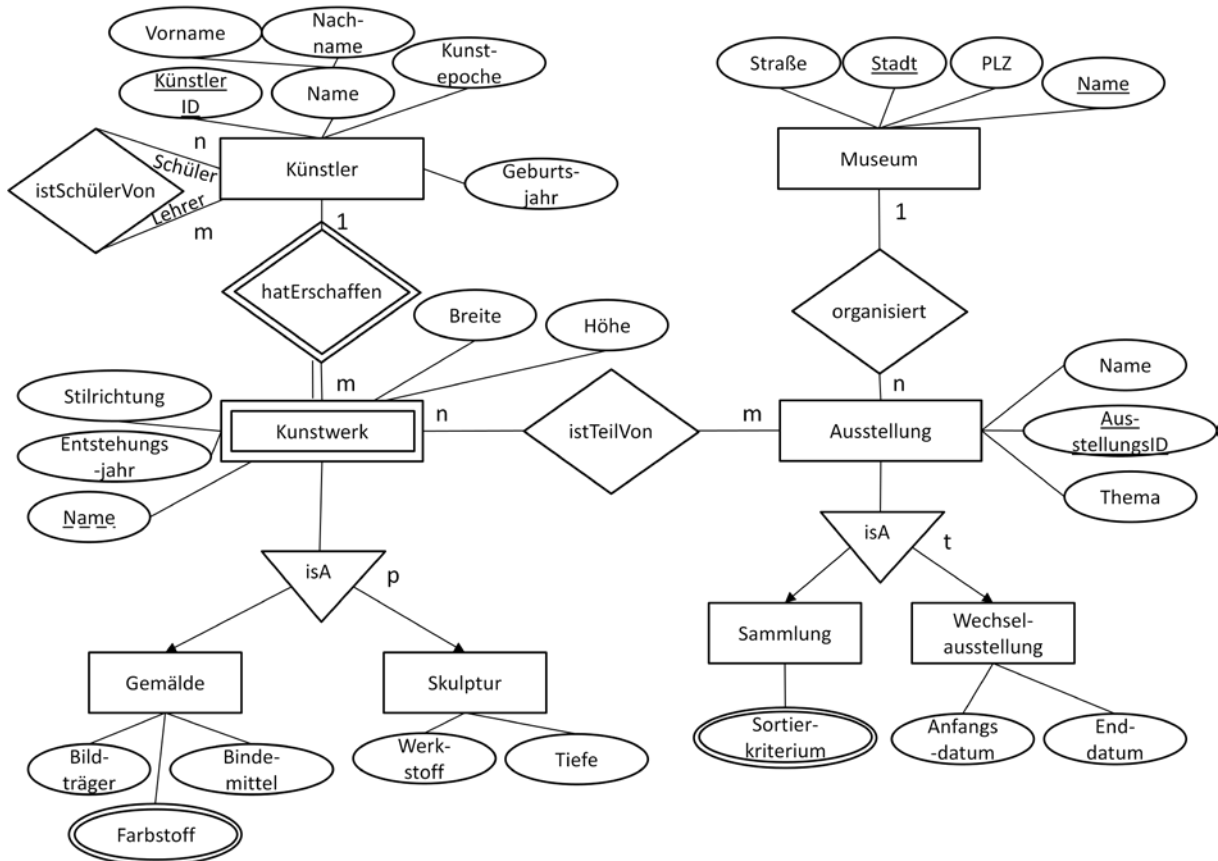 Vorname
Nach-
name
Kunst-
epoche
Künstler
ID
Name
Straße
Stadt
PLZ
Name
n
Schüler
istSchülerVon
Lehrer
m
Künstler
Geburts-
jahr
Museum
1
1
hatErschaffen
organisiert
Breite
Höhe
m
n
Stilrichtung
Entstehungs
-jahr
Name
Kunstwerk
n
istTeilVon
m
Ausstellung
Name
Aus-
stellungsID
Thema
isA
p
isA
t
Gemälde
Skulptur
Sammlung
Wechsel-
ausstellung
Bild-
träger
Binde-
mittel
Farbstoff
Werk-
stoff
Tiefe
Sortier-
kriterium
Anfangs
-datum
End-
datum